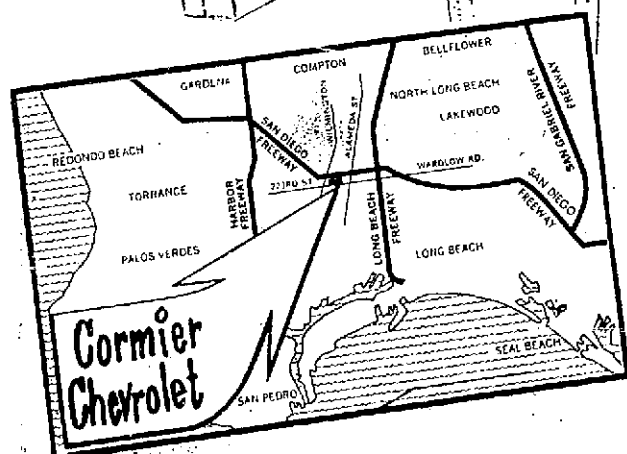 BELLFLOWER
COMPTON
GARDENA
NORTH LONG BEACH
LAKEWOOD
SAN GABRIEL RIVER
FREEWAY
WILMINGTON
ALAMEDA ST
SAN DIEGO
FREEWAY
REDONDO BEACH
WARDLOW RD.
223RD ST
SAN DIEGO
FREEWAY
TORRANCE
HARBOR
FREEWAY
LONG BEACH
FREEWAY
PALOS VERDES
LONG BEACH
Cormier
Chevrolet
SEAL BEACH
SAN PEDRO